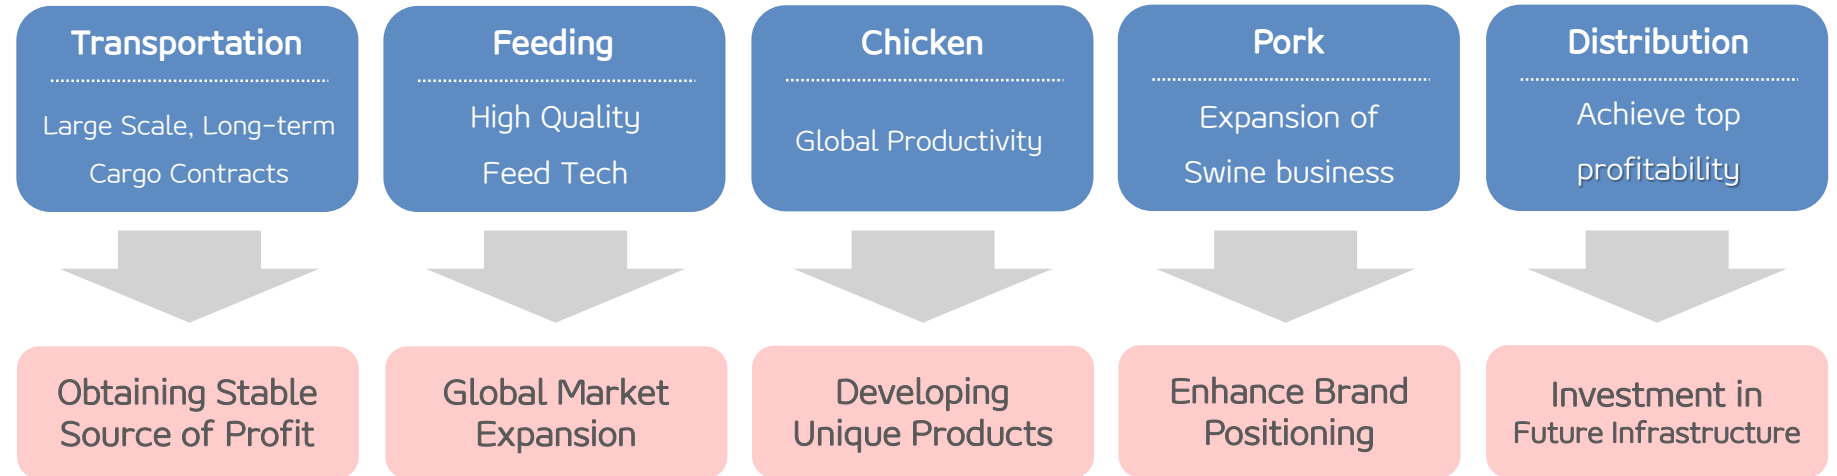 Transportation
Large Scale, Long-term
Cargo Contracts
Feeding
High Quality
Feed Tech
Chicken
Global Productivity
Pork
Expansion of
Swine business
Distribution
Achieve top
profitability
Obtaining Stable
Source of Profit
Global Market
Expansion
Developing
Unique Products
Enhance Brand
Positioning
Investment in
Future Infrastructure